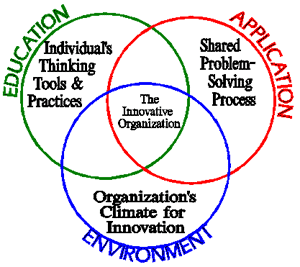 EDUCATION
Individual's
Thinking
Tools &
Practices
APPLICATION
Shared
Problem-
Solving
Process
The
Innovative
Organization
Organization's
Climate for
Innovation
ENVIRONMENT